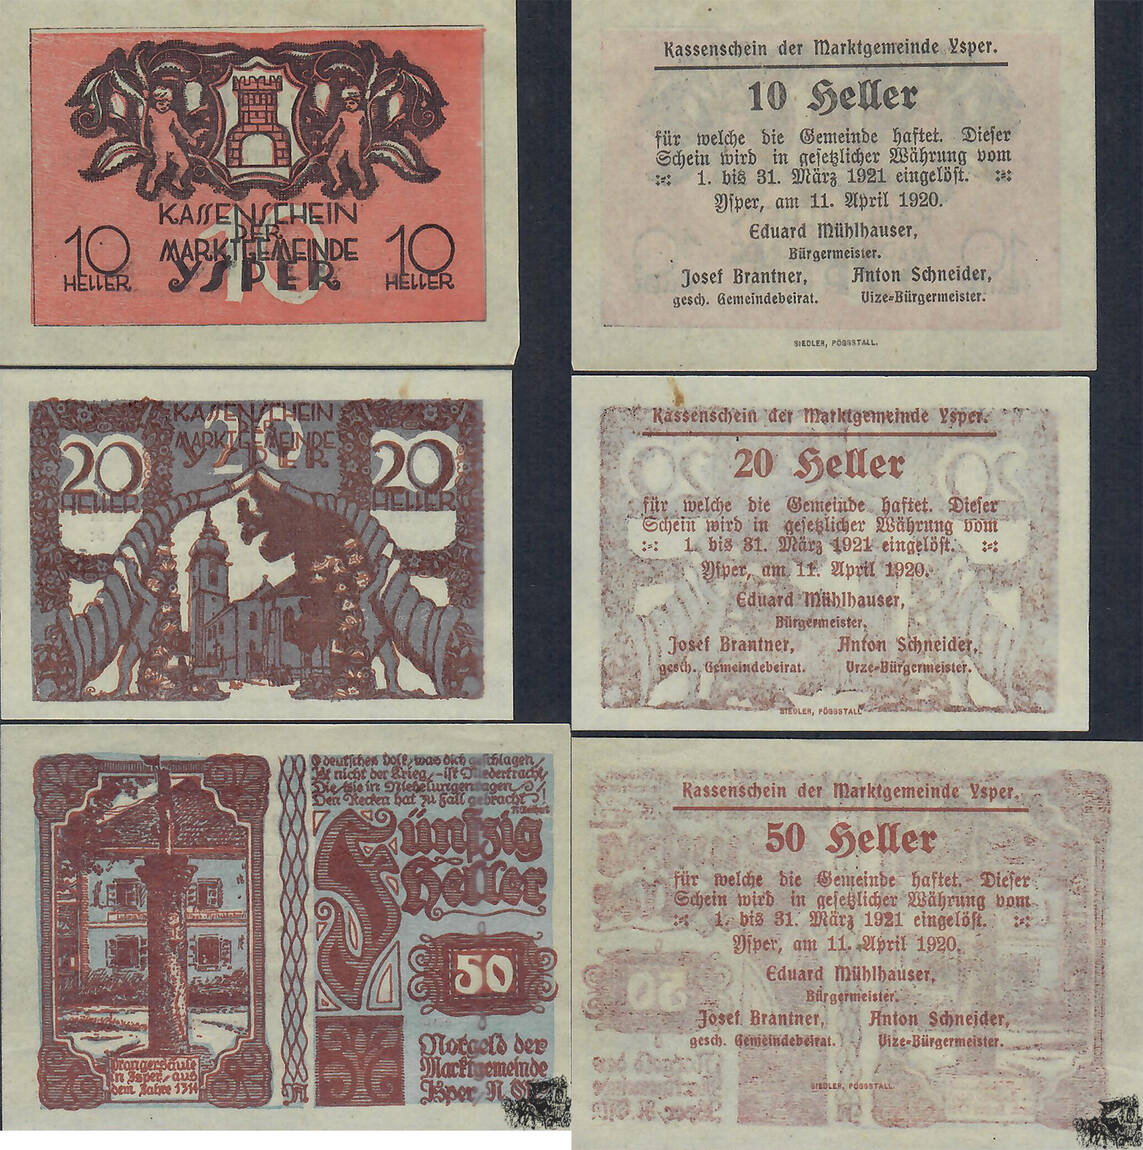 10
KASSENSCHEIN
DER
MARKTGEMEINDE
YSPER
10
HELLER
10
HELLER
Kassenschein der Marktgemeinde Ysper.
10 Heller
für welche die Gemeinde haftet. Dieser
Schein wird in gesetzlicher Währung vom
1. bis 31. März 1921 eingelöst.
Ysper, am 11. April 1920.
Eduard Mühlhauser,
Bürgermeister.
Josef Brantner, Anton Schneider,
gesch. Gemeindebeirat. Vize-Bürgermeister.
SIEDLER, PÖGGSTALL.
20
KASSENSCHEIN
DER
MARKTGEMEINDE
YSPER
20
HELLER
20
HELLER
Kassenschein der Marktgemeinde Ysper.
20 Heller
für welche die Gemeinde haftet. Dieser
Schein wird in gesetzlicher Währung vom
1. bis 31. März 1921 eingelöst.
Ysper, am 11. April 1920.
Eduard Mühlhauser,
Bürgermeister.
Josef Brantner, Anton Schneider,
gesch. Gemeindebeirat. Vize-Bürgermeister.
SIEDLER, PÖGGSTALL
O deutsches Volk, was dich geschlagen,
Ist nicht der Krieg, - ist Niedertracht,
Die wie in Niebelungentagen
Den Recken hat zu Fall gebracht!
Fünfzig
Heller
50
Notgeld der
Marktgemeinde
Ysper N.
Prangersäule
in Ysper, aus
dem Jahre 1314
M
Kassenschein der Marktgemeinde Ysper.
50 Heller
für welche die Gemeinde haftet. Dieser
Schein wird in gesetzlicher Währung vom
1. bis 31. März 1921 eingelöst.
Ysper, am 11. April 1920.
Eduard Mühlhauser,
Bürgermeister.
Josef Brantner, Anton Schneider,
gesch. Gemeindebeirat. Vize-Bürgermeister.
SIEDLER, PÖGGSTALL.